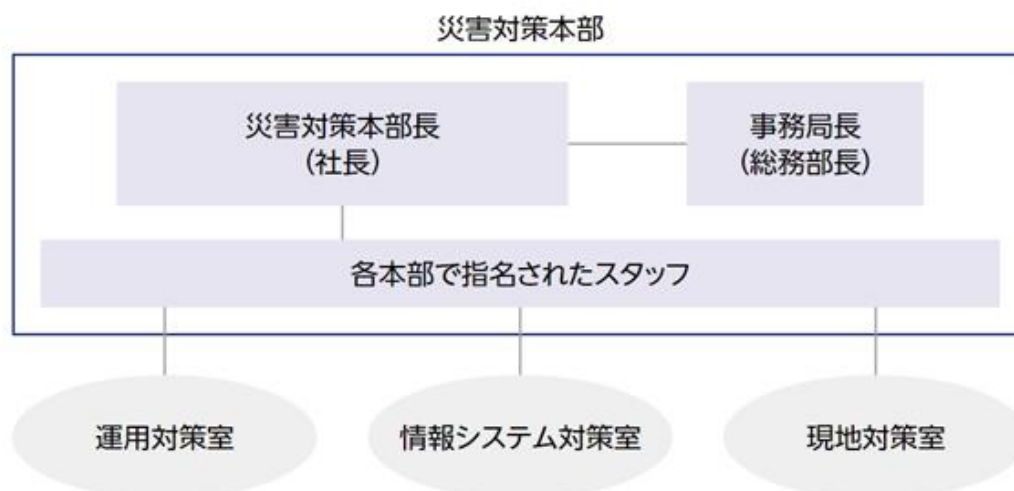 災害対策本部
災害対策本部長
(社長)
事務局長
(総務部長)
各本部で指名されたスタッフ
運用対策室
情報システム対策室
現地対策室